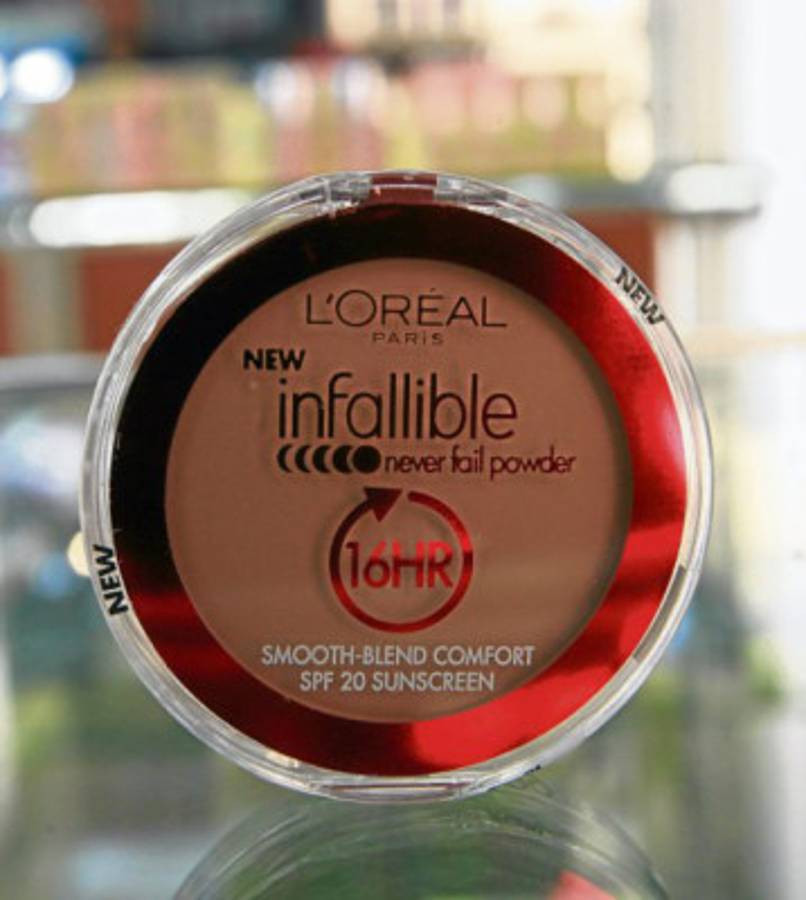 L'ORÉAL
PARIS
NEW
NEW
infallible
never fail powder
16HR
NEW
SMOOTH-BLEND COMFORT
SPF 20 SUNSCREEN